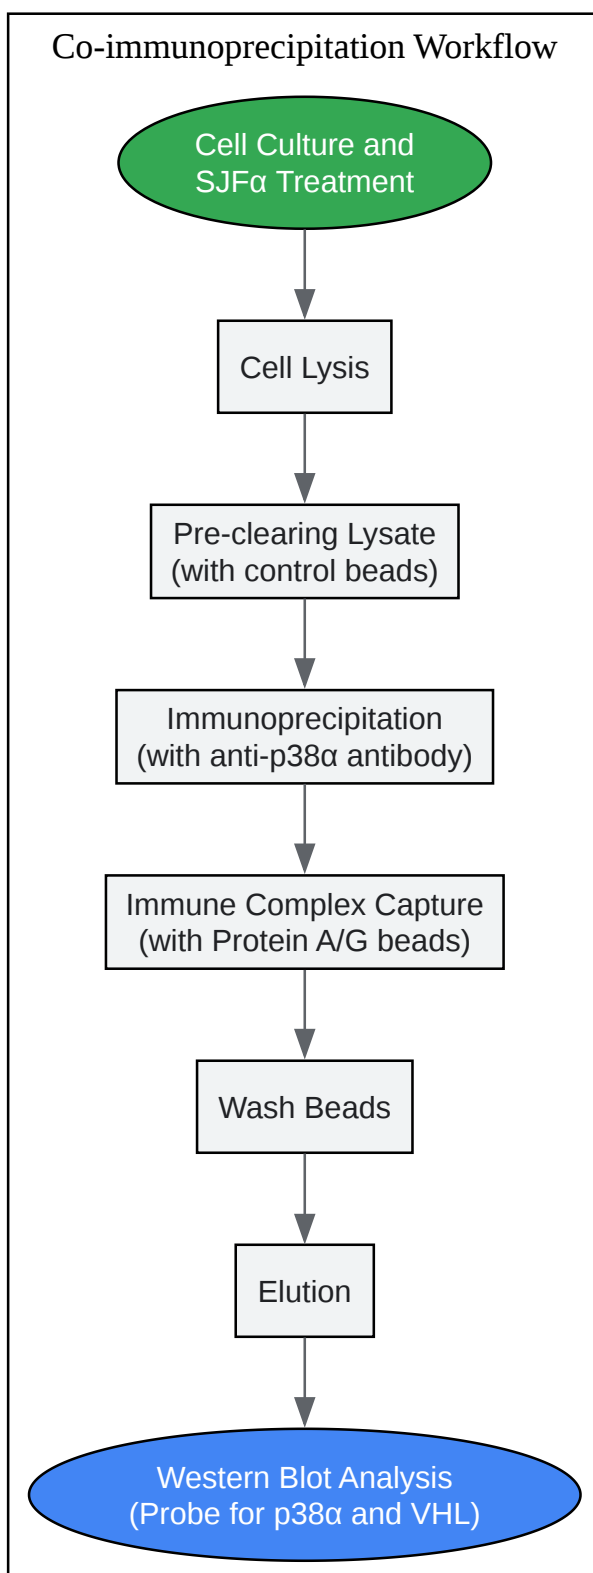 Co-immunoprecipitation Workflow
Cell Culture and
SJFα Treatment
Cell Lysis
Pre-clearing Lysate
(with control beads)
Immunoprecipitation
(with anti-p38α antibody)
Immune Complex Capture
(with Protein A/G beads)
Wash Beads
Elution
Western Blot Analysis
(Probe for p38α and VHL)